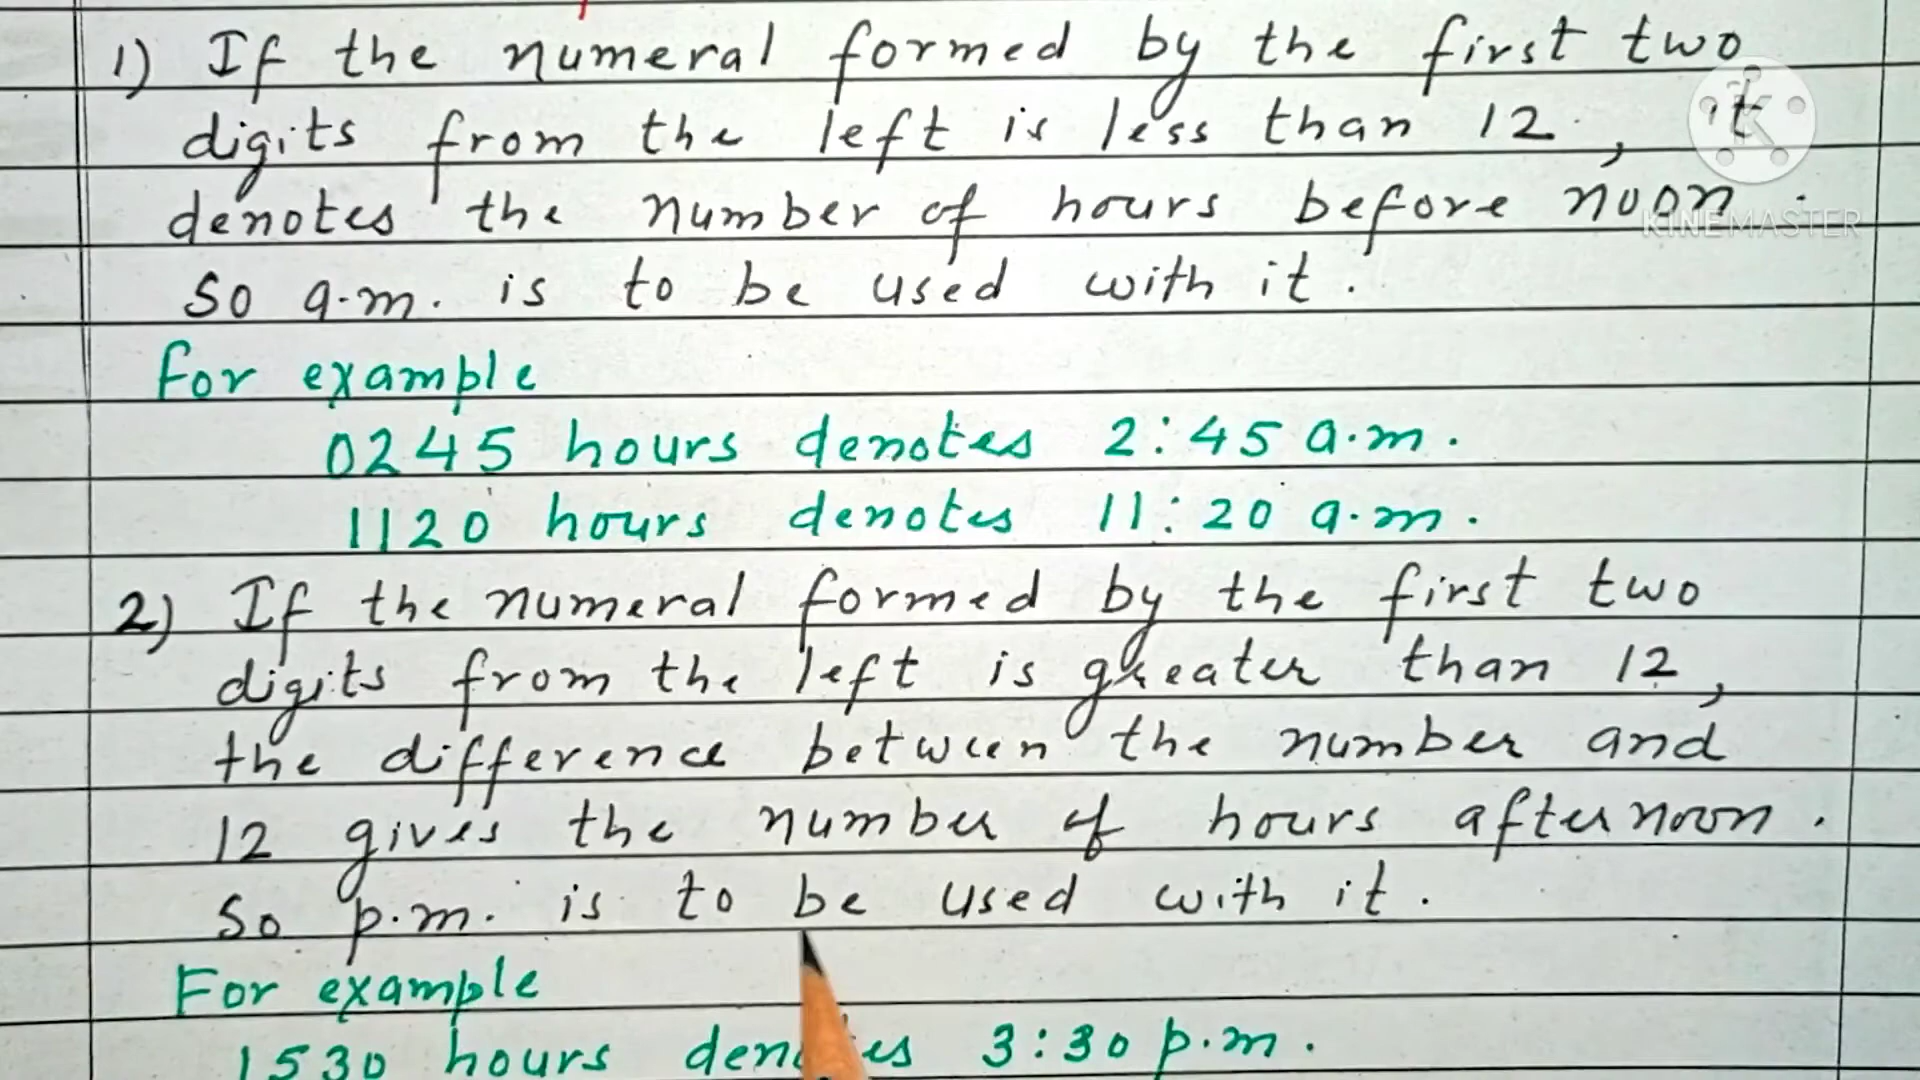 1) If the numeral formed by the first two
digits from the left is less than 12, it
denotes the number of hours before noon.
So a.m. is to be used with it.
For example
0245 hours denotes 2:45 a.m.
1120 hours denotes 11:20 a.m.
2) If the numeral formed by the first two
digits from the left is greater than 12,
the difference between the number and
12 gives the number of hours afternoon.
So p.m. is to be used with it.
For example
1530 hours denotes 3:30 p.m.
KINEMASTER